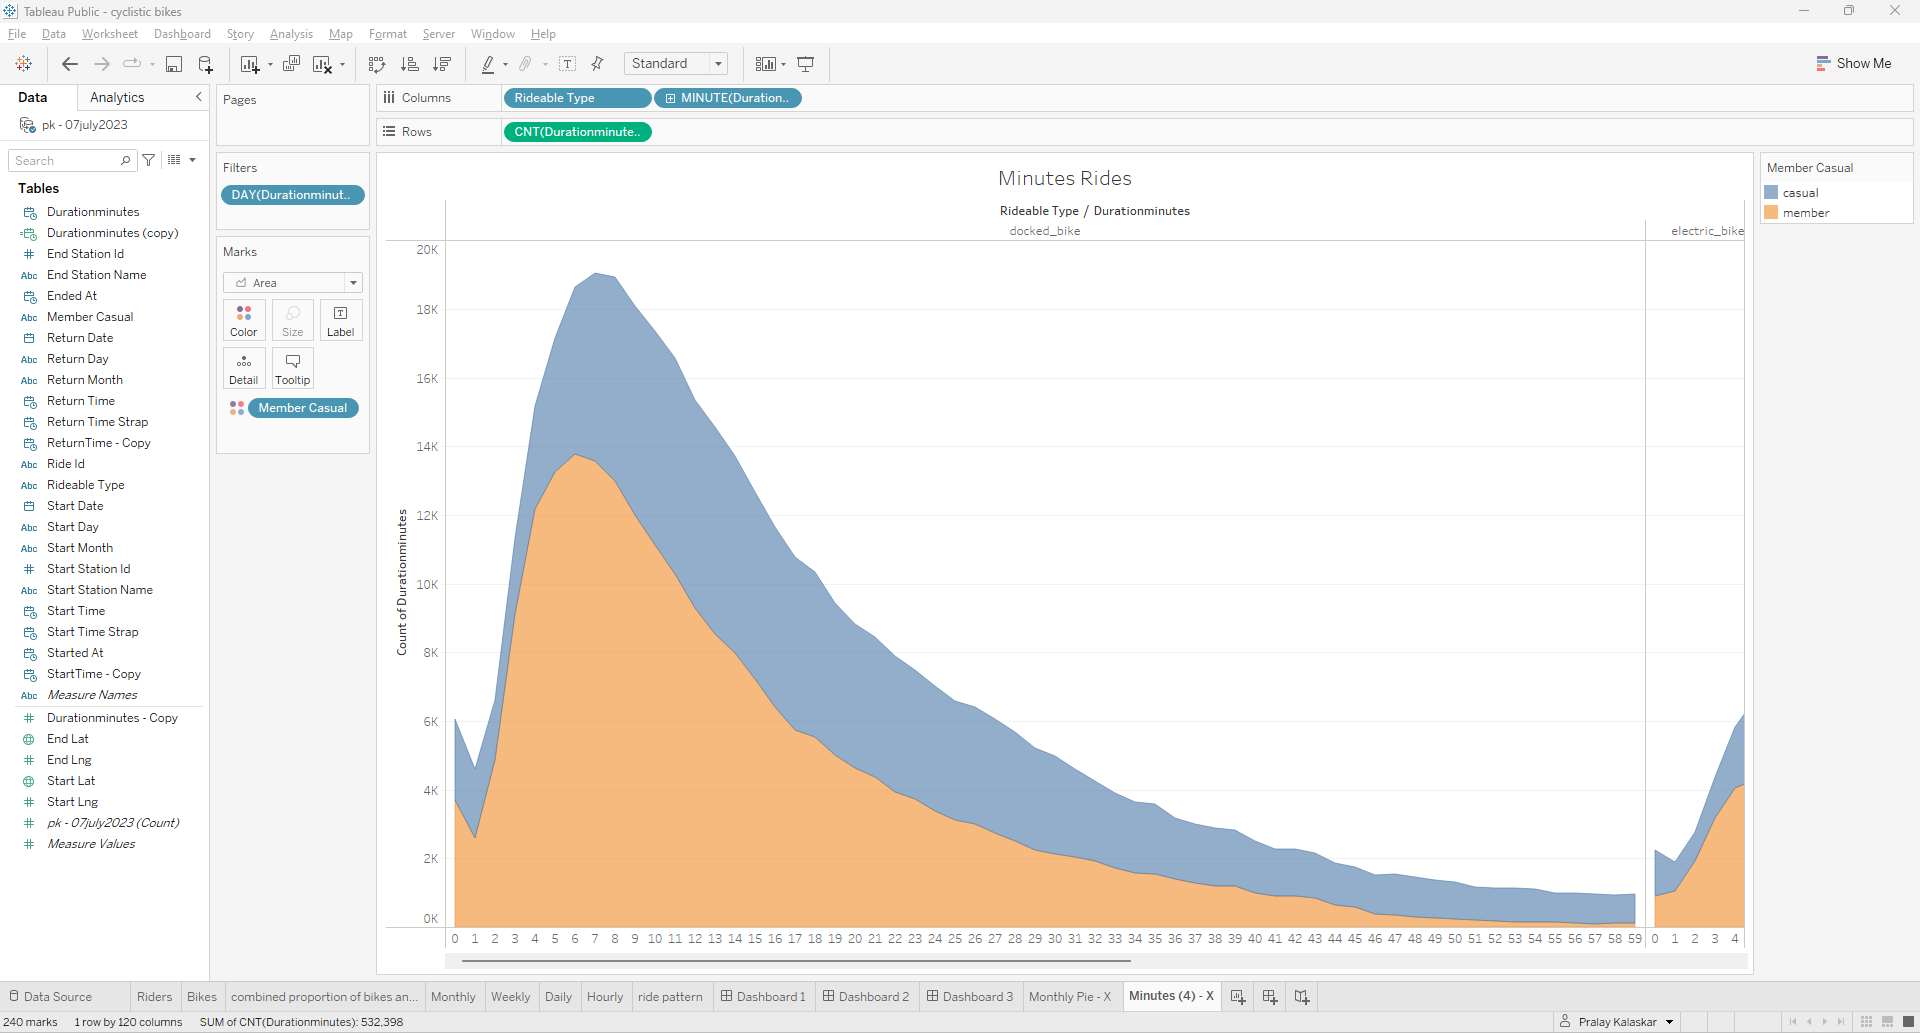 Tableau Public - cyclistic bikes
File Data Worksheet Dashboard Story Analysis Map Format Server Window Help
Standard
Show Me
Data Analytics
pk - 07july2023
Search
Tables
Durationminutes
Durationminutes (copy)
End Station Id
Abc End Station Name
Ended At
Abc Member Casual
Return Date
Abc Return Day
Abc Return Month
Return Time
Return Time Strap
ReturnTime - Copy
Abc Ride Id
Abc Rideable Type
Start Date
Abc Start Day
Abc Start Month
Start Station Id
Abc Start Station Name
Start Time
Start Time Strap
Started At
StartTime - Copy
Abc Measure Names
Durationminutes - Copy
End Lat
End Lng
Start Lat
Start Lng
pk - 07july2023 (Count)
Measure Values
Pages
Filters
DAY(Durationminut..
Marks
Area
Color Size Label
Detail Tooltip
Member Casual
Columns Rideable Type MINUTE(Duration..
Rows CNT(Durationminute..
Minutes Rides
Rideable Type / Durationminutes
docked_bike electric_bike
20K
18K
16K
14K
12K
10K
8K
6K
4K
2K
0K
Count of Durationminutes
0 1 2 3 4 5 6 7 8 9 10 11 12 13 14 15 16 17 18 19 20 21 22 23 24 25 26 27 28 29 30 31 32 33 34 35 36 37 38 39 40 41 42 43 44 45 46 47 48 49 50 51 52 53 54 55 56 57 58 59 0 1 2 3 4
Member Casual
casual
member
Data Source Riders Bikes combined proportion of bikes an... Monthly Weekly Daily Hourly ride pattern Dashboard 1 Dashboard 2 Dashboard 3 Monthly Pie - X Minutes (4) - X
240 marks 1 row by 120 columns SUM of CNT(Durationminutes): 532,398 Pralay Kalaskar